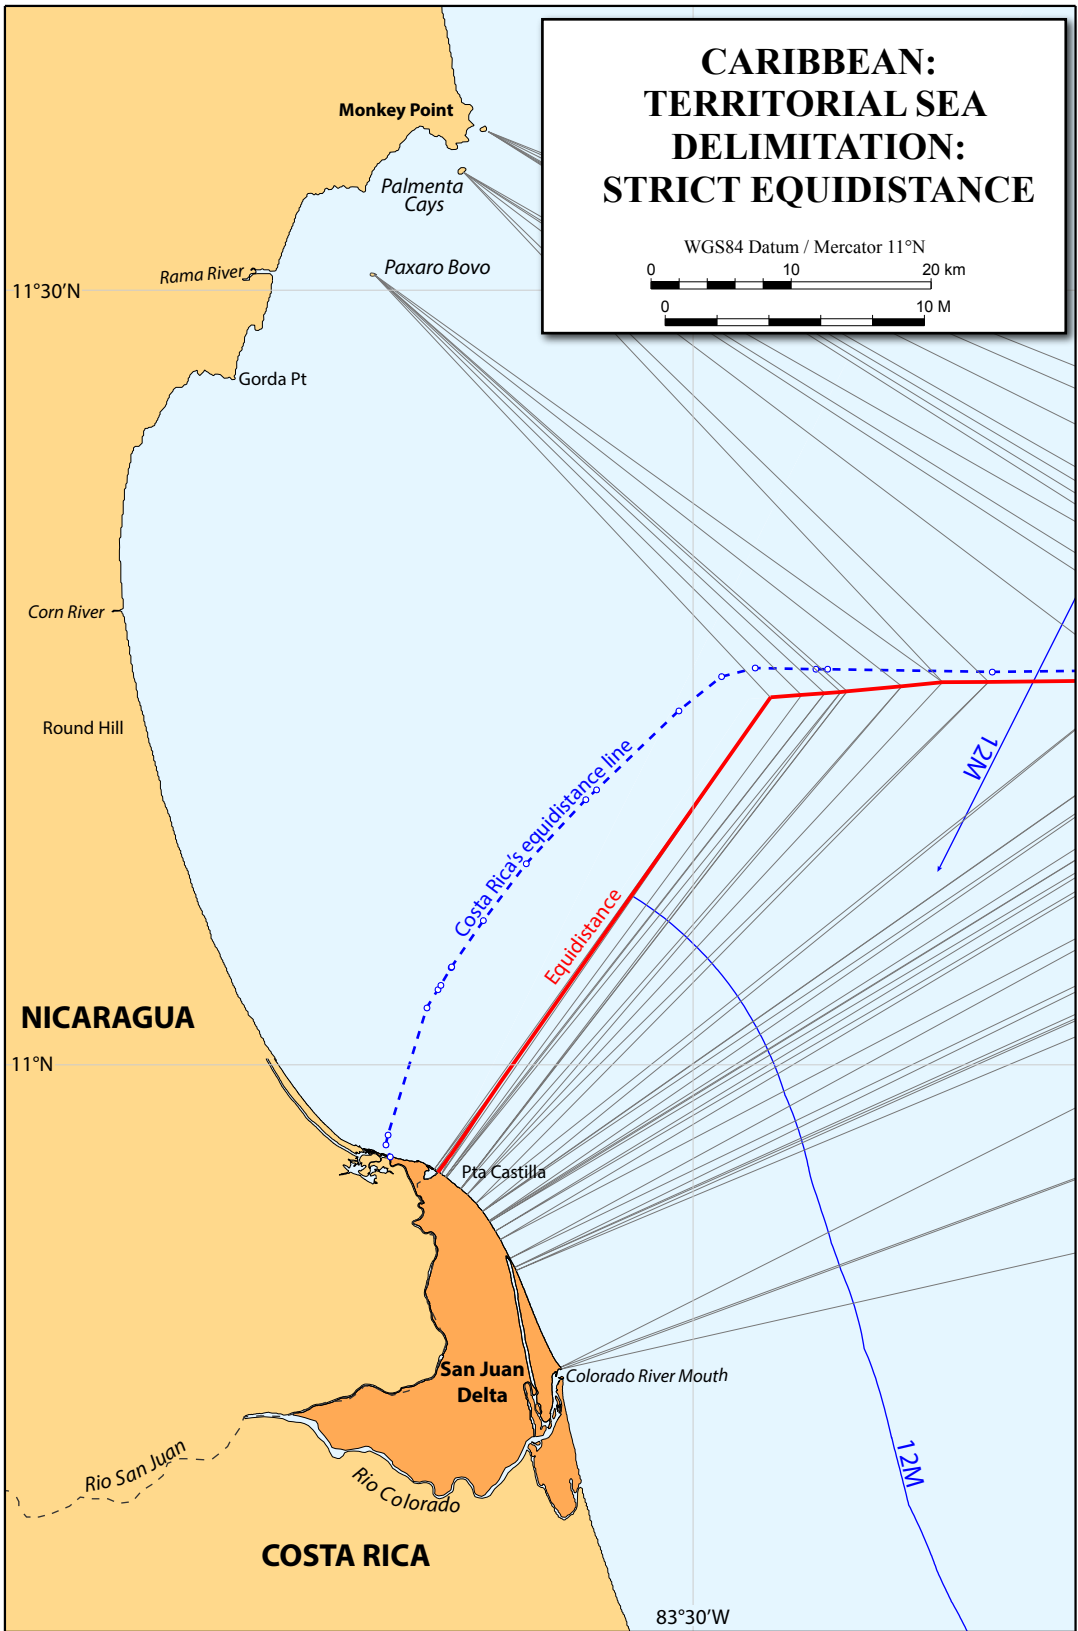 CARIBBEAN:
TERRITORIAL SEA
DELIMITATION:
STRICT EQUIDISTANCE
WGS84 Datum / Mercator 11°N
0 10 20 km
0 10 M
Monkey Point
Palmenta
Cays
Paxaro Bovo
Rama River
11°30'N
Gorda Pt
Corn River
Round Hill
12M
Costa Rica's equidistance line
Equidistance
NICARAGUA
11°N
Pta Castilla
San Juan
Delta
Colorado River Mouth
12M
Rio San Juan
Rio Colorado
COSTA RICA
83°30'W